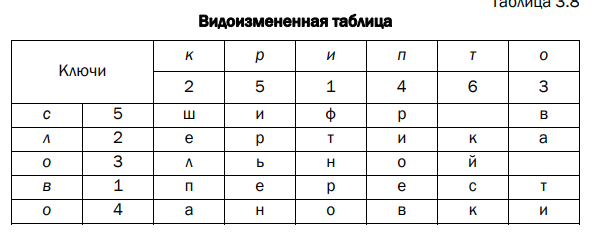 Таблица 3.8
Видоизмененная таблица
Ключи к р и п т о
2 5 1 4 6 3
с 5 ш и ф р в
л 2 е р т и к а
о 3 л ь н о й
в 1 п е р е с т
о 4 а н о в к и